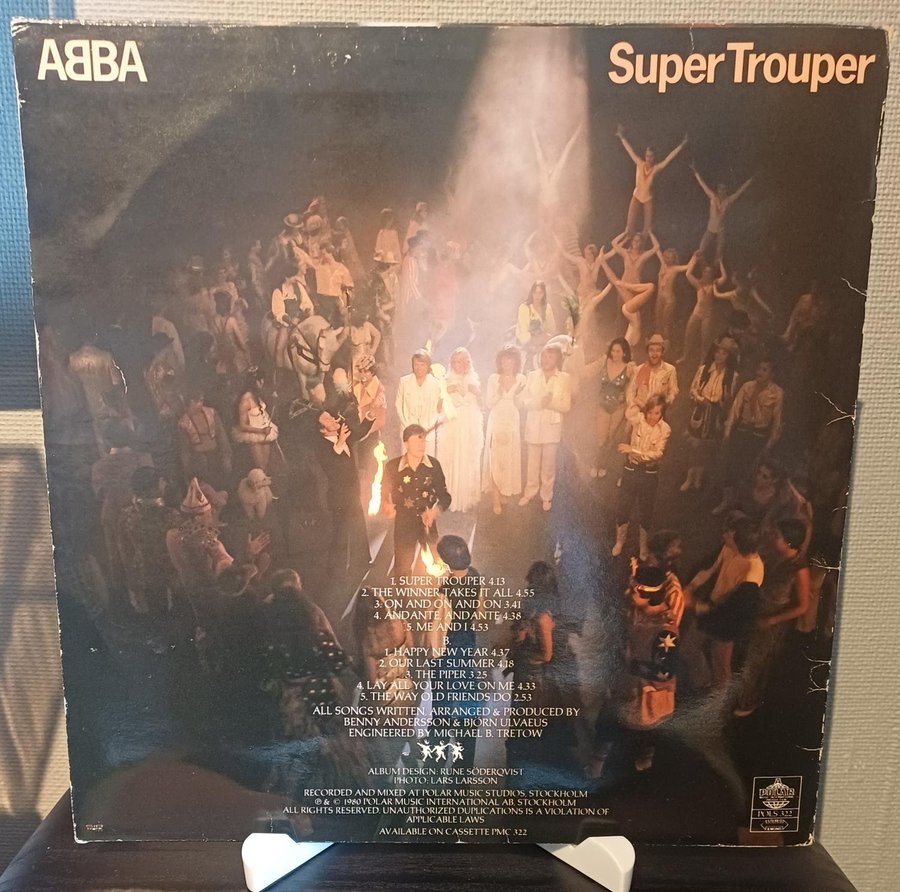 AᗺBA
Super Trouper
1. SUPER TROUPER 4.13
2. THE WINNER TAKES IT ALL 4.55
3. ON AND ON AND ON 3.41
4. ANDANTE, ANDANTE 4.38
5. ME AND I 4.53
B.
1. HAPPY NEW YEAR 4.37
2. OUR LAST SUMMER 4.18
3. THE PIPER 3.25
4. LAY ALL YOUR LOVE ON ME 4.33
5. THE WAY OLD FRIENDS DO 2.53
ALL SONGS WRITTEN, ARRANGED & PRODUCED BY
BENNY ANDERSSON & BJÖRN ULVAEUS
ENGINEERED BY MICHAEL B. TRETOW
ALBUM DESIGN: RUNE SÖDERQVIST
PHOTO: LARS LARSSON
RECORDED AND MIXED AT POLAR MUSIC STUDIOS, STOCKHOLM
℗ & © 1980 POLAR MUSIC INTERNATIONAL AB, STOCKHOLM
ALL RIGHTS RESERVED. UNAUTHORIZED DUPLICATIONS IS A VIOLATION OF
APPLICABLE LAWS
AVAILABLE ON CASSETTE PMC 322
POLAR
POLS 322